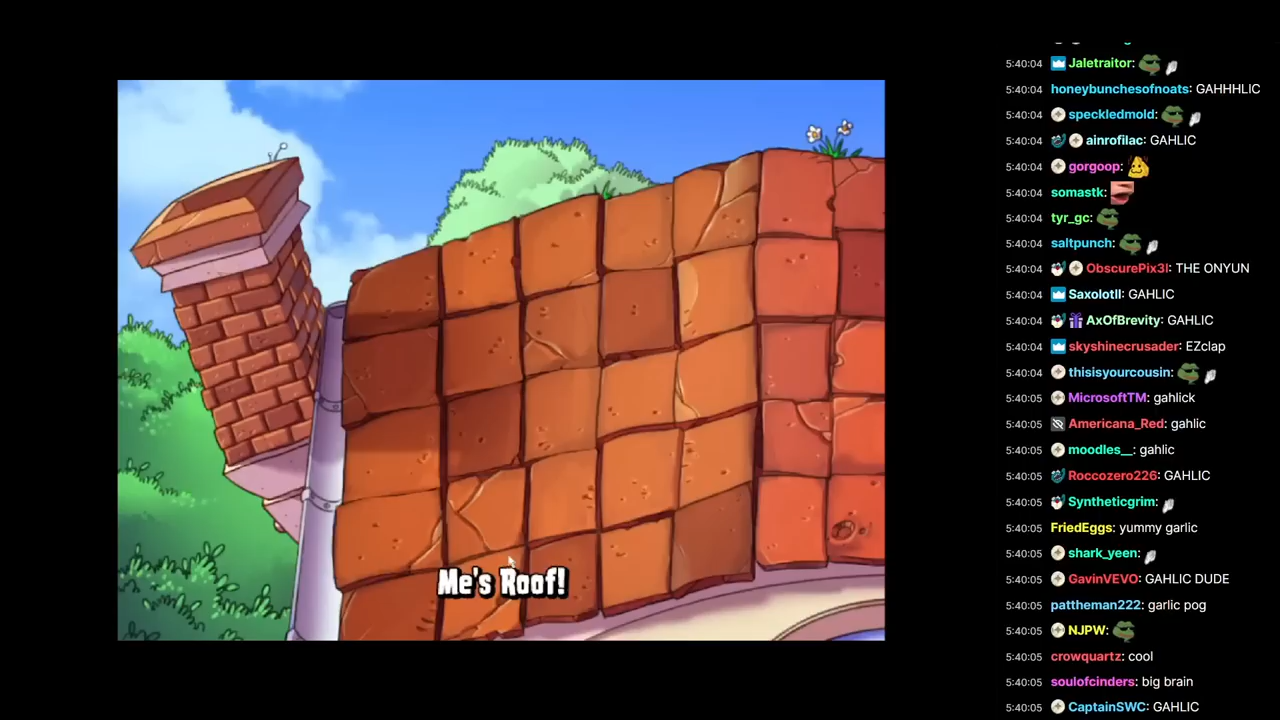 Me's Roof!
5:40:04 Jaletraitor:
5:40:04 honeybunchesofnoats: GAHHHLIC
5:40:04 speckledmold:
5:40:04 ainrofilac: GAHLIC
5:40:04 gorgoop:
5:40:04 somastk:
5:40:04 tyr_gc:
5:40:04 saltpunch:
5:40:04 ObscurePix3l: THE ONYUN
5:40:04 Saxolotll: GAHLIC
5:40:04 AxOfBrevity: GAHLIC
5:40:04 skyshinecrusader: EZclap
5:40:04 thisisyourcousin:
5:40:05 MicrosoftTM: gahlick
5:40:05 Americana_Red: gahlic
5:40:05 moodles__: gahlic
5:40:05 Roccozero226: GAHLIC
5:40:05 Syntheticgrim:
5:40:05 FriedEggs: yummy garlic
5:40:05 shark_yeen:
5:40:05 GavinVEVO: GAHLIC DUDE
5:40:05 pattheman222: garlic pog
5:40:05 NJPW:
5:40:05 crowquartz: cool
5:40:05 soulofcinders: big brain
5:40:05 CaptainSWC: GAHLIC